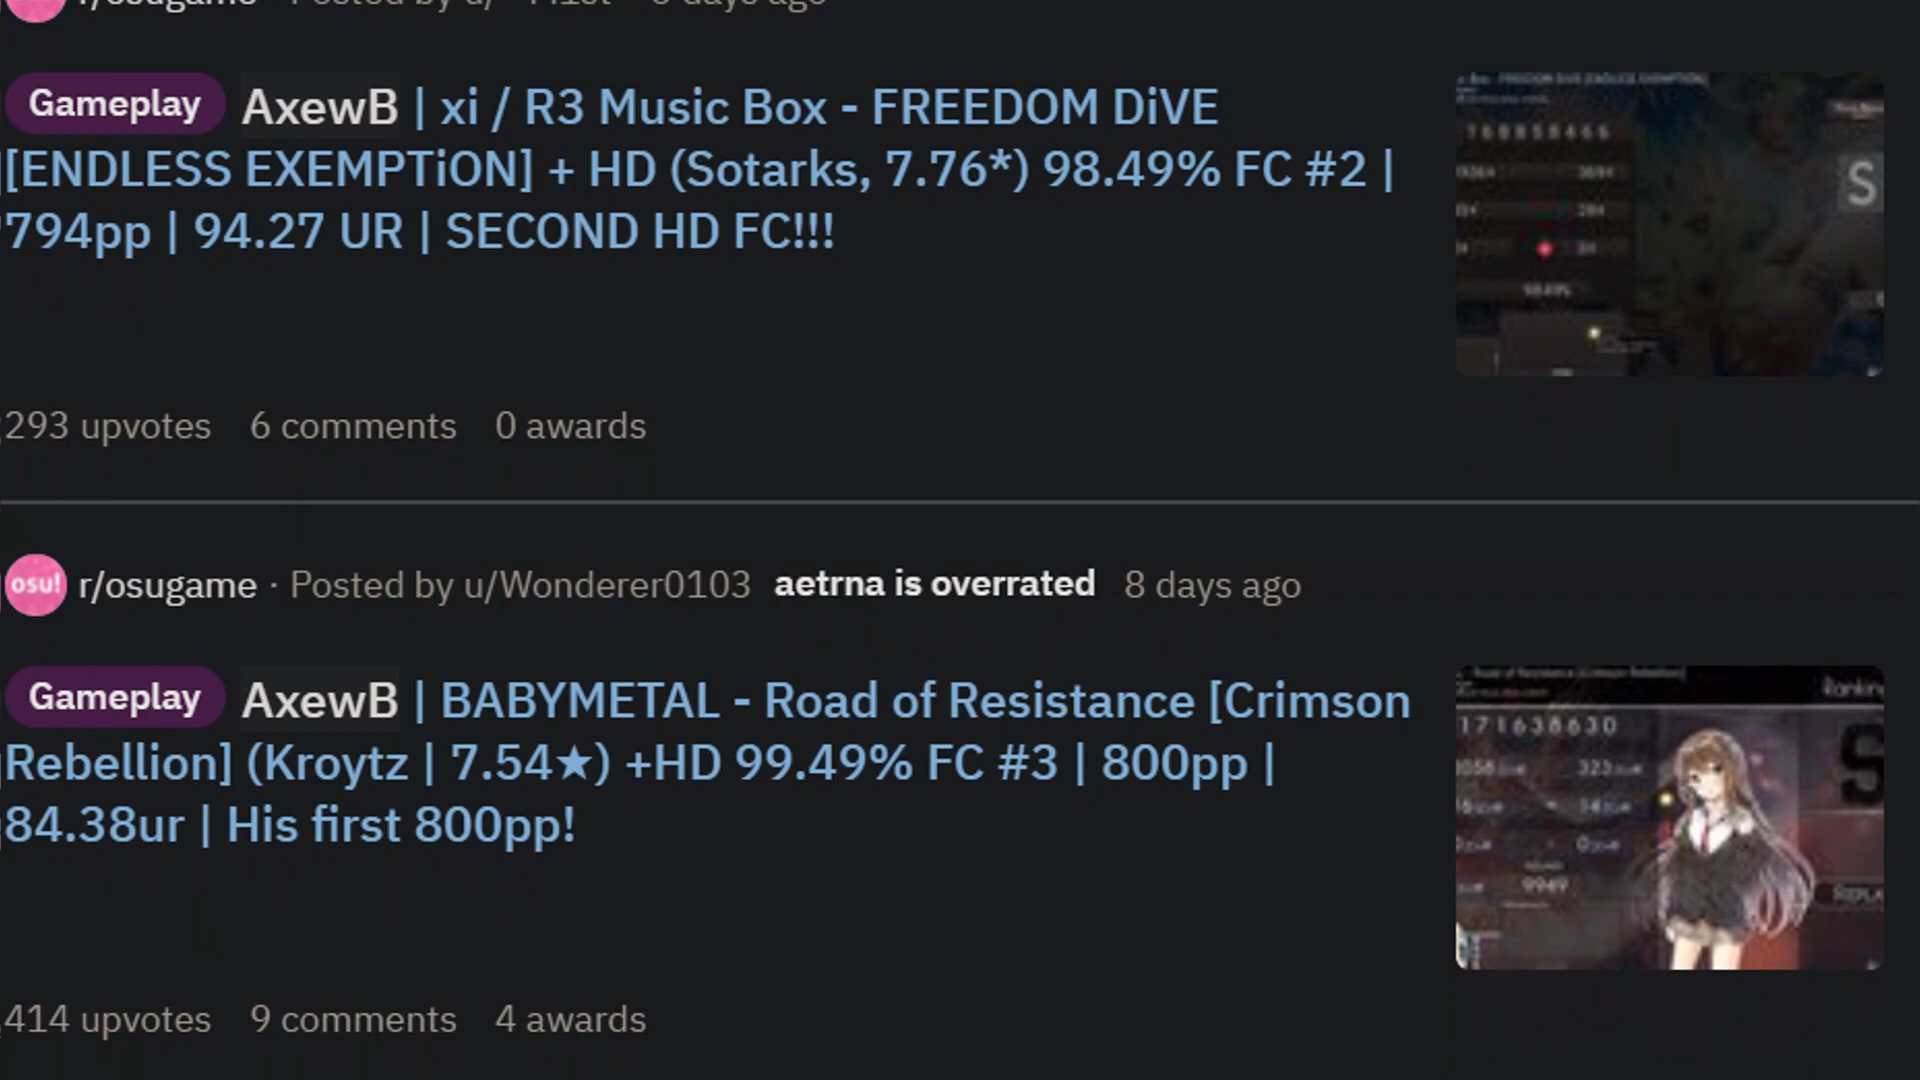 Gameplay AxewB | xi / R3 Music Box - FREEDOM DiVE
[ENDLESS EXEMPTiON] + HD (Sotarks, 7.76*) 98.49% FC #2 |
794pp | 94.27 UR | SECOND HD FC!!!
293 upvotes 6 comments 0 awards
osu! r/osugame · Posted by u/Wonderer0103 aetrna is overrated 8 days ago
Gameplay AxewB | BABYMETAL - Road of Resistance [Crimson
Rebellion] (Kroytz | 7.54★) +HD 99.49% FC #3 | 800pp |
84.38ur | His first 800pp!
171638630
S
414 upvotes 9 comments 4 awards